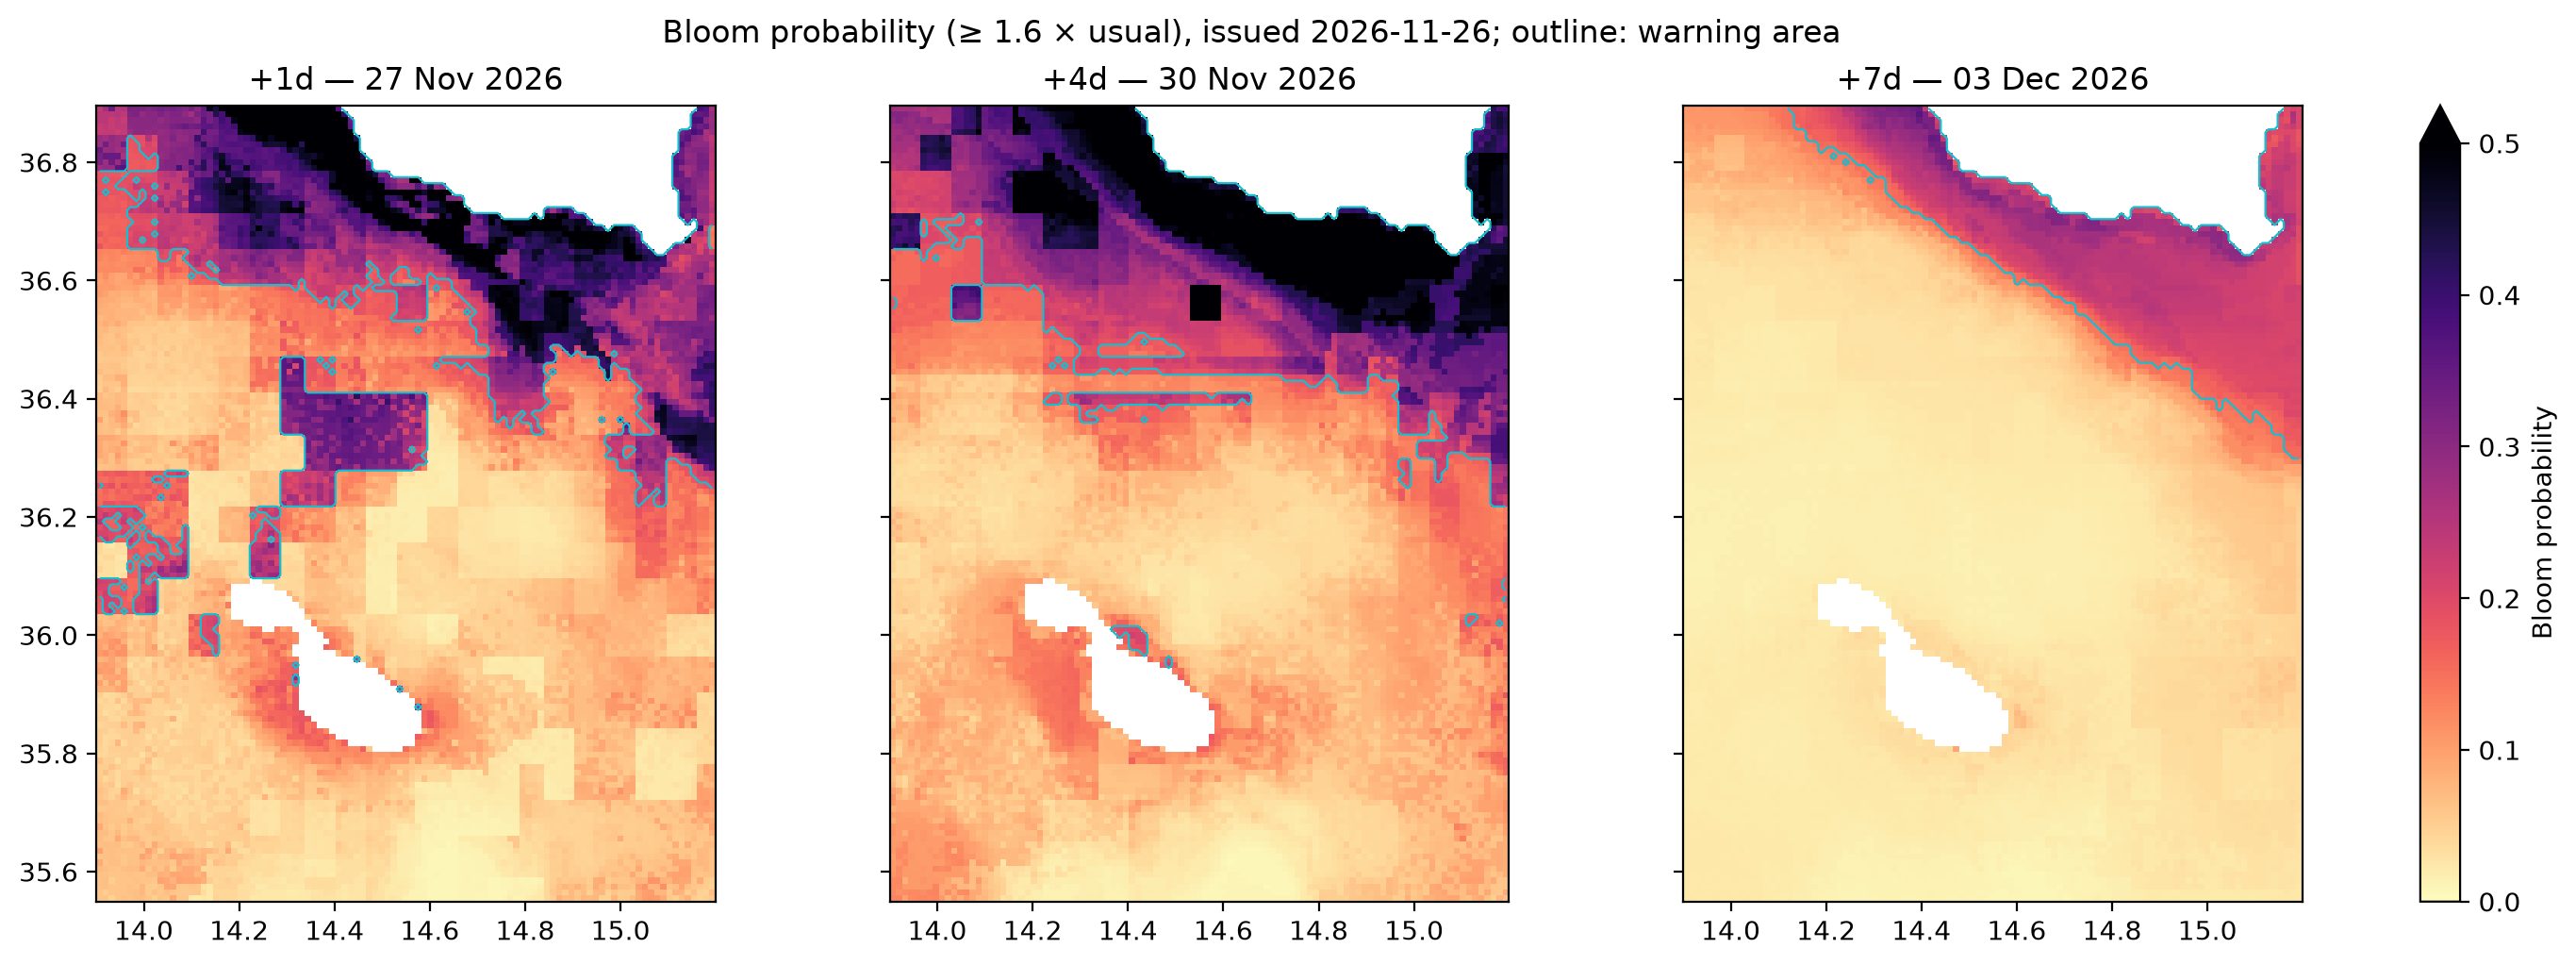 Bloom probability (≥ 1.6 × usual), issued 2026-11-26; outline: warning area
+1d — 27 Nov 2026
+4d — 30 Nov 2026
+7d — 03 Dec 2026
36.8
36.6
36.4
36.2
36.0
35.8
35.6
14.0 14.2 14.4 14.6 14.8 15.0
14.0 14.2 14.4 14.6 14.8 15.0
14.0 14.2 14.4 14.6 14.8 15.0
0.5
0.4
0.3
0.2
0.1
0.0
Bloom probability